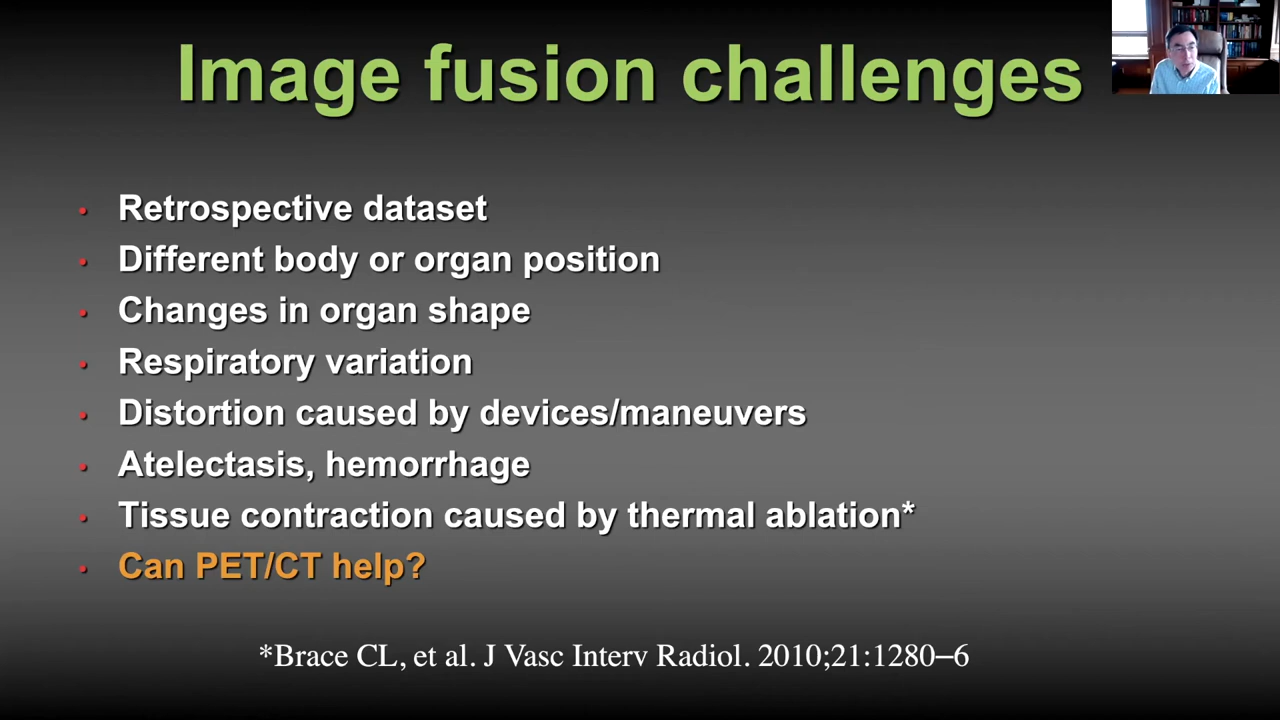 Image fusion challenges
• Retrospective dataset
• Different body or organ position
• Changes in organ shape
• Respiratory variation
• Distortion caused by devices/maneuvers
• Atelectasis, hemorrhage
• Tissue contraction caused by thermal ablation*
• Can PET/CT help?
*Brace CL, et al. J Vasc Interv Radiol. 2010;21:1280–6